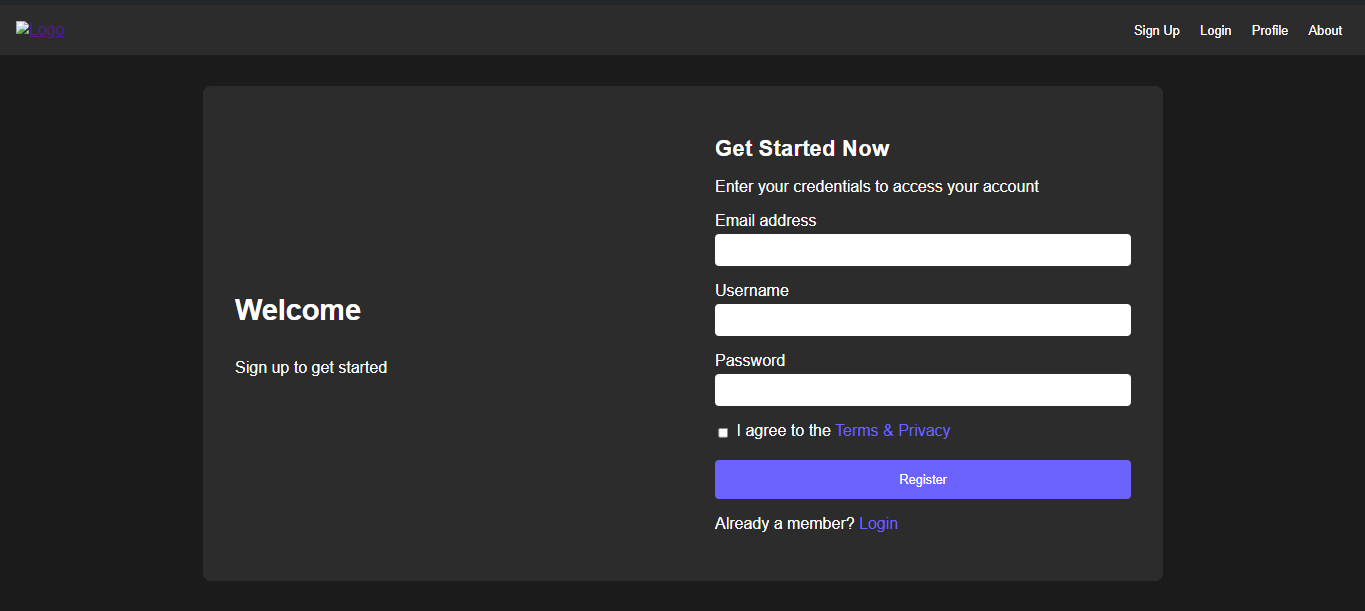 Logo
Sign Up Login Profile About
Welcome
Sign up to get started
Get Started Now
Enter your credentials to access your account
Email address
Username
Password
I agree to the Terms & Privacy
Register
Already a member? Login